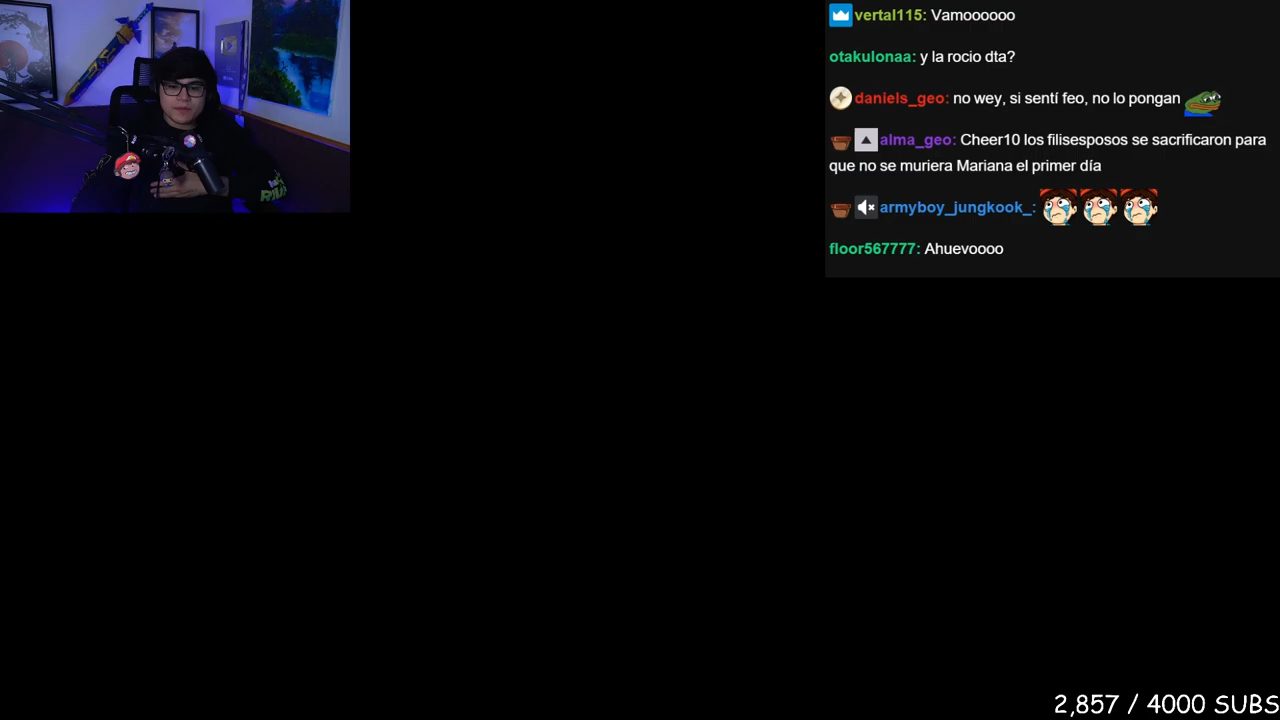 vertal115: Vamoooooo
otakulonaa: y la rocio dta?
daniels_geo: no wey, si sentí feo, no lo pongan
alma_geo: Cheer10 los filisesposos se sacrificaron para
que no se muriera Mariana el primer día
armyboy_jungkook_:
floor567777: Ahuevoooo
2,857 / 4000 SUBS